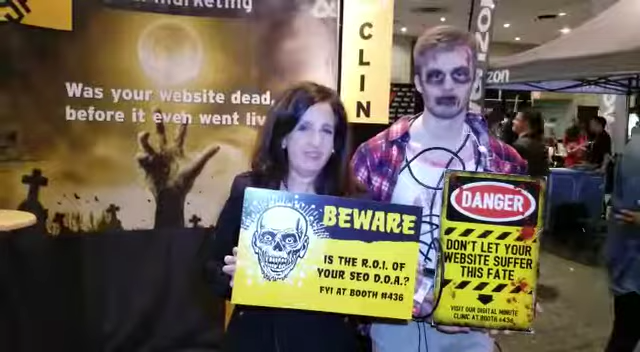 marketing
Was your website dead,
before it even went liv
CLIN
zon
BEWARE
IS THE R.O.I. OF
YOUR SEO D.O.A.?
FYI AT BOOTH #436
DANGER
DON'T LET YOUR
WEBSITE SUFFER
THIS FATE
VISIT OUR DIGITAL MINUTE
CLINIC AT BOOTH #436